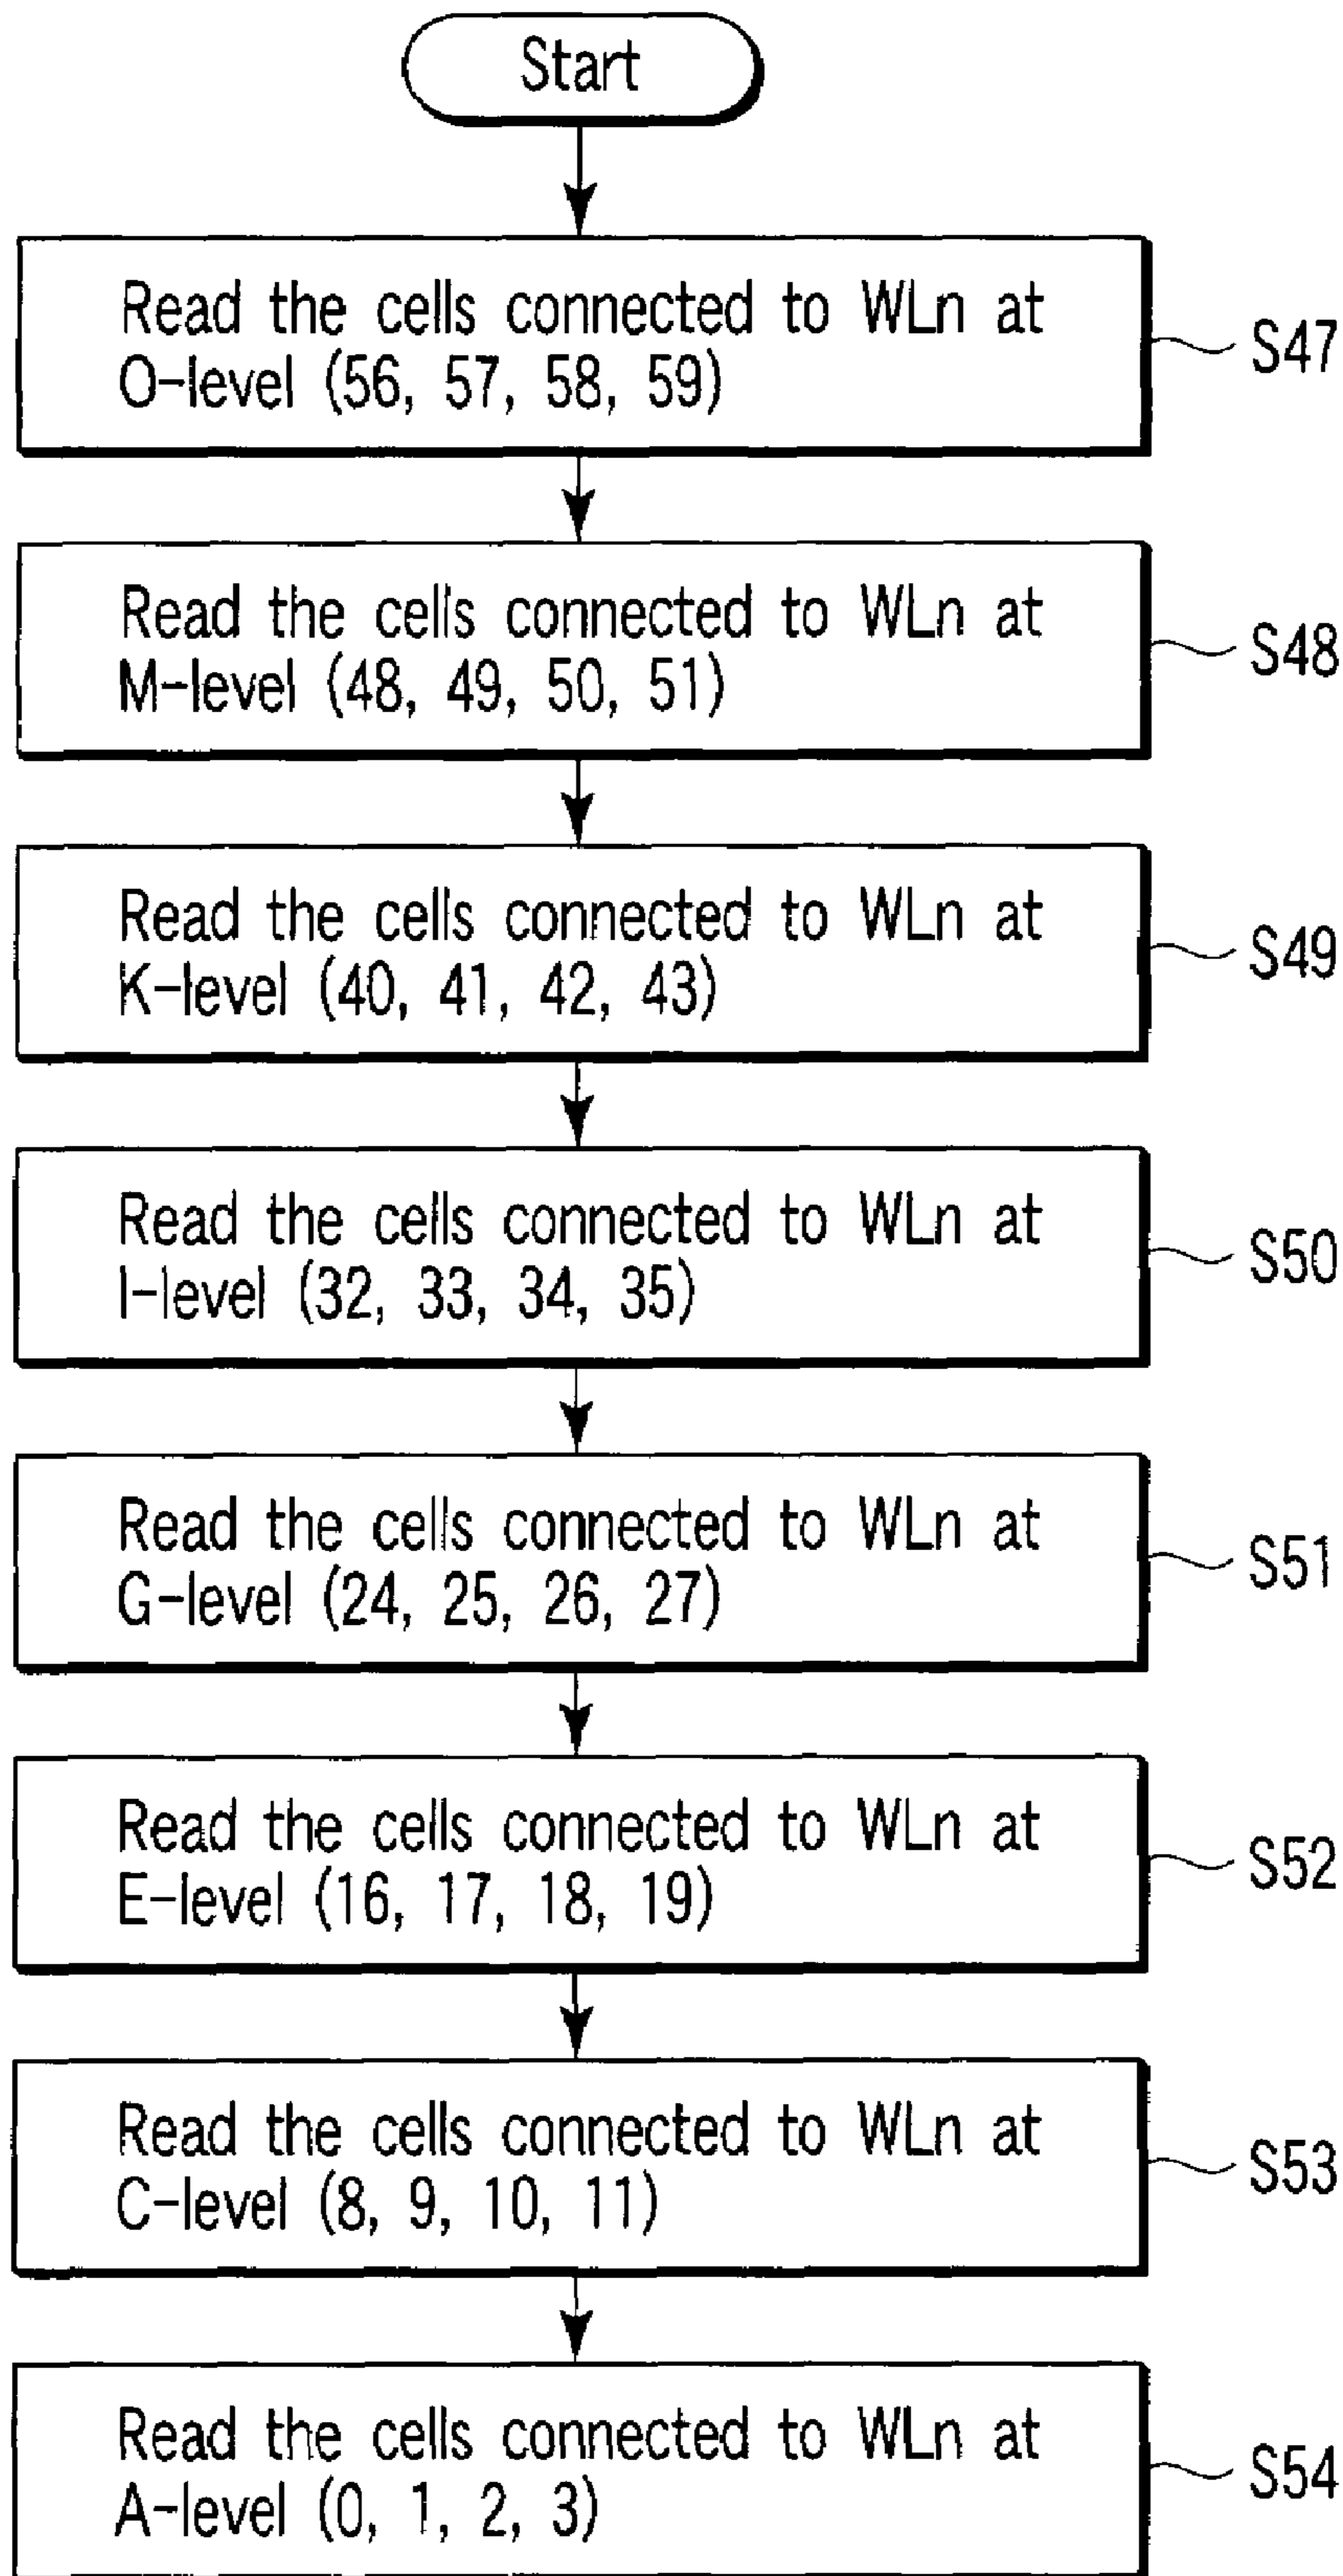 Start
Read the cells connected to WLn at
O-level (56, 57, 58, 59)
S47
Read the cells connected to WLn at
M-level (48, 49, 50, 51)
S48
Read the cells connected to WLn at
K-level (40, 41, 42, 43)
S49
Read the cells connected to WLn at
I-level (32, 33, 34, 35)
S50
Read the cells connected to WLn at
G-level (24, 25, 26, 27)
S51
Read the cells connected to WLn at
E-level (16, 17, 18, 19)
S52
Read the cells connected to WLn at
C-level (8, 9, 10, 11)
S53
Read the cells connected to WLn at
A-level (0, 1, 2, 3)
S54